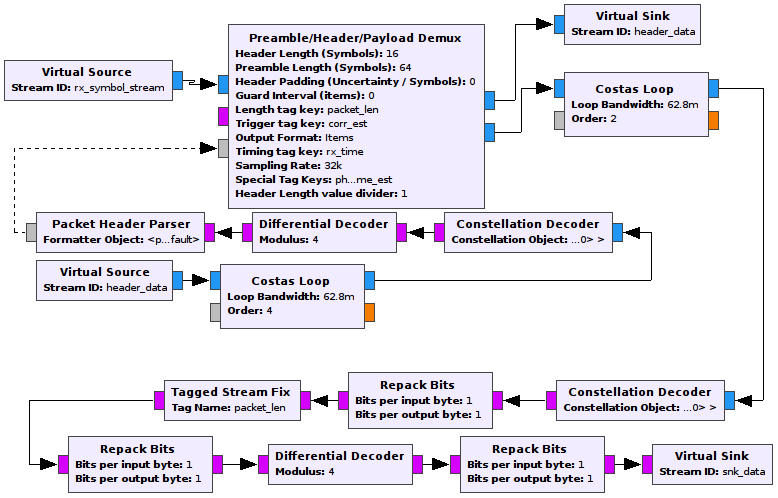 Preamble/Header/Payload Demux
Header Length (Symbols): 16
Preamble Length (Symbols): 64
Header Padding (Uncertainty / Symbols): 0
Guard Interval (items): 0
Length tag key: packet_len
Trigger tag key: corr_est
Output Format: Items
Timing tag key: rx_time
Sampling Rate: 32k
Special Tag Keys: ph...me_est
Header Length value divider: 1
Virtual Sink
Stream ID: header_data
Virtual Source
Stream ID: rx_symbol_stream
Costas Loop
Loop Bandwidth: 62.8m
Order: 2
Packet Header Parser
Formatter Object: <p...fault>
Differential Decoder
Modulus: 4
Constellation Decoder
Constellation Object: ...0> >
Virtual Source
Stream ID: header_data
Costas Loop
Loop Bandwidth: 62.8m
Order: 4
Tagged Stream Fix
Tag Name: packet_len
Repack Bits
Bits per input byte: 1
Bits per output byte: 1
Constellation Decoder
Constellation Object: ...0> >
Repack Bits
Bits per input byte: 1
Bits per output byte: 1
Differential Decoder
Modulus: 4
Repack Bits
Bits per input byte: 1
Bits per output byte: 1
Virtual Sink
Stream ID: snk_data